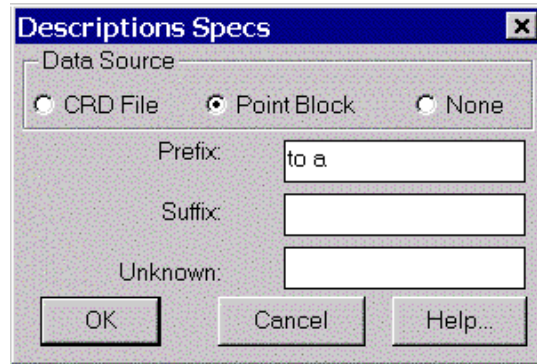 Descriptions Specs
Data Source
CRD File Point Block None
Prefix: to a
Suffix:
Unknown:
OK Cancel Help...